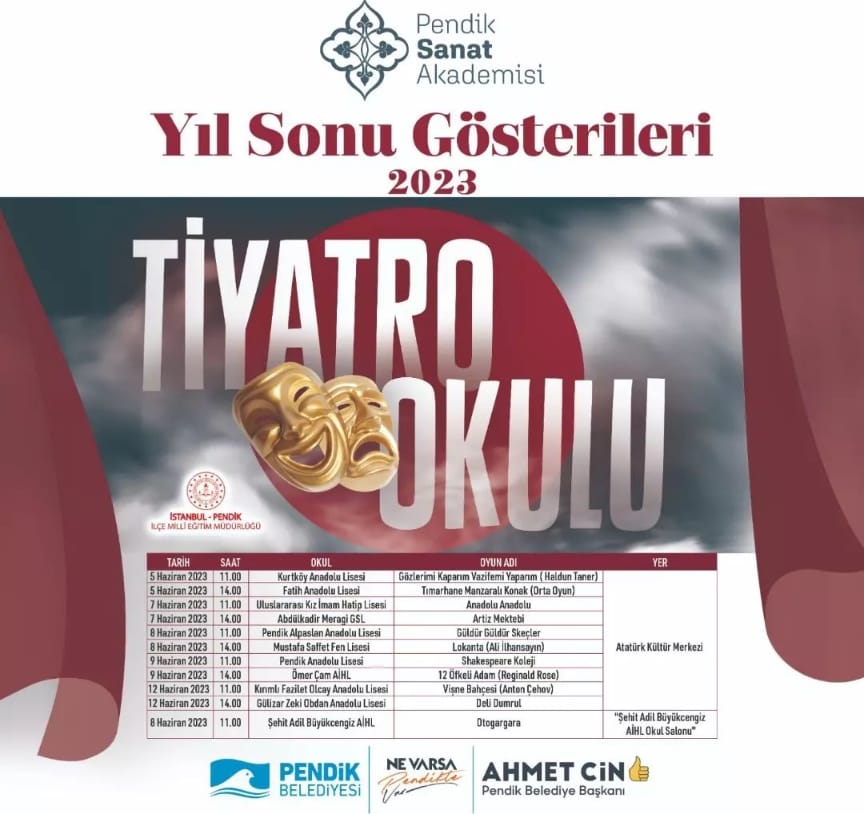 Pendik
Sanat
Akademisi
Yıl Sonu Gösterileri
2023
TİYATRO
OKULU
İSTANBUL - PENDİK
İLÇE MİLLİ EĞİTİM MÜDÜRLÜĞÜ
TARİH SAAT OKUL OYUN ADI YER
5 Haziran 2023 11.00 Kurtköy Anadolu Lisesi Gözlerimi Kaparım Vazifemi Yaparım ( Haldun Taner)
5 Haziran 2023 14.00 Fatih Anadolu Lisesi Tımarhane Manzaralı Konak (Orta Oyun)
7 Haziran 2023 11.00 Uluslararası Kız İmam Hatip Lisesi Anadolu Anadolu
7 Haziran 2023 14.00 Abdülkadir Meragi GSL Artiz Mektebi
8 Haziran 2023 11.00 Pendik Alpaslan Anadolu Lisesi Güldür Güldür Skeçler
8 Haziran 2023 14.00 Mustafa Saffet Fen Lisesi Lokanta (Ali İlhansayın) Atatürk Kültür Merkezi
9 Haziran 2023 11.00 Pendik Anadolu Lisesi Shakespeare Koleji
9 Haziran 2023 14.00 Ömer Çam AİHL 12 Öfkeli Adam (Reginald Rose)
12 Haziran 2023 11.00 Kırımlı Fazilet Olcay Anadolu Lisesi Vişne Bahçesi (Anton Çehov)
12 Haziran 2023 14.00 Gülizar Zeki Obdan Anadolu Lisesi Deli Dumrul
8 Haziran 2023 11.00 Şehit Adil Büyükcengiz AİHL Otogargara "Şehit Adil Büyükcengiz
AİHL Okul Salonu"
PENDİK
BELEDİYESİ
NE VARSA
Pendikte
Var
AHMET CİN
Pendik Belediye Başkanı